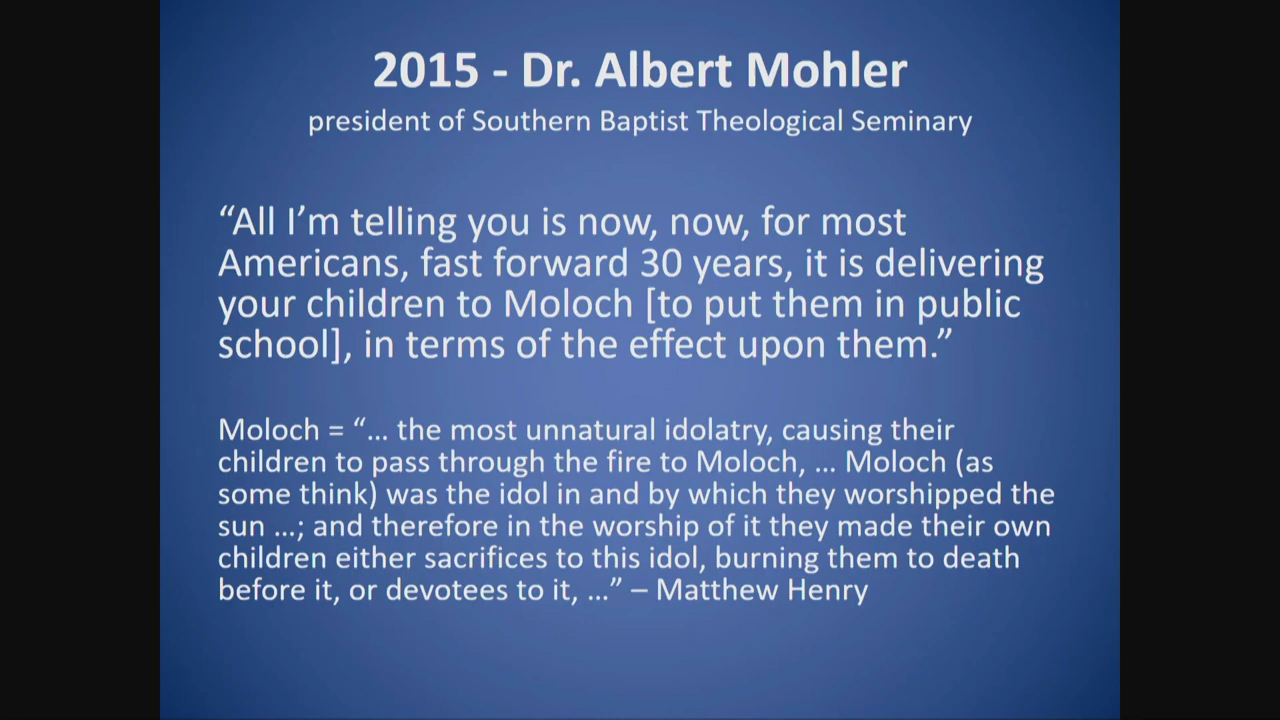 2015 - Dr. Albert Mohler
president of Southern Baptist Theological Seminary
“All I’m telling you is now, now, for most
Americans, fast forward 30 years, it is delivering
your children to Moloch [to put them in public
school], in terms of the effect upon them.”
Moloch = “… the most unnatural idolatry, causing their
children to pass through the fire to Moloch, … Moloch (as
some think) was the idol in and by which they worshipped the
sun …; and therefore in the worship of it they made their own
children either sacrifices to this idol, burning them to death
before it, or devotees to it, …” – Matthew Henry